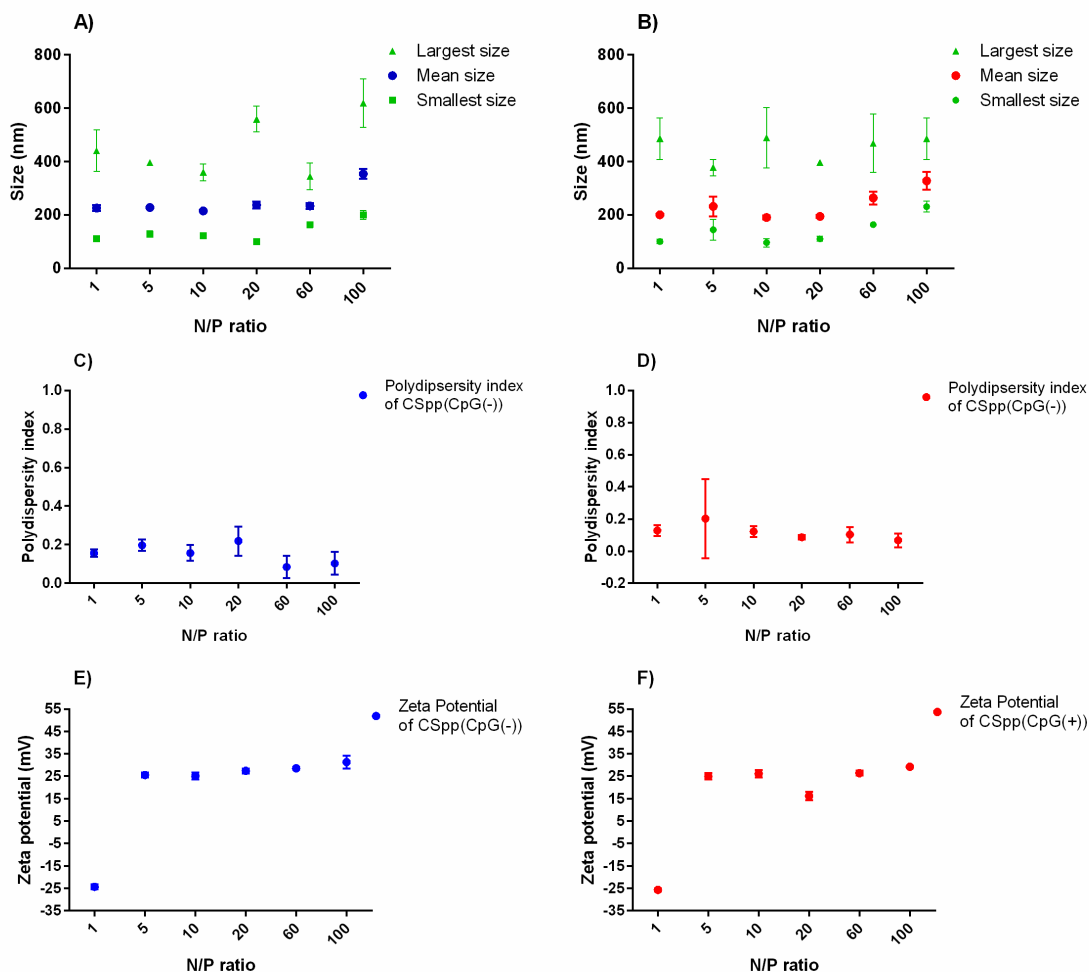 A)
Largest size
Mean size
Smallest size
800
600
400
200
0
Size (nm)
1
5
10
20
60
100
N/P ratio
B)
Largest size
Mean size
Smallest size
800
600
400
200
0
Size (nm)
1
5
10
20
60
100
N/P ratio
C)
Polydipsersity index
of CSpp(CpG(-))
1.0
0.8
0.6
0.4
0.2
0.0
Polydispersity index
1
5
10
20
60
100
N/P ratio
D)
Polydipsersity index
of CSpp(CpG(-))
1.0
0.8
0.6
0.4
0.2
0.0
-0.2
Polydispersity index
1
5
10
20
60
100
N/P ratio
E)
Zeta Potential
of CSpp(CpG(-))
55
45
35
25
15
5
-5
-15
-25
-35
Zeta potential (mV)
1
5
10
20
60
100
N/P ratio
F)
Zeta Potential
of CSpp(CpG(+))
55
45
35
25
15
5
-5
-15
-25
-35
Zeta potential (mV)
1
5
10
20
60
100
N/P ratio